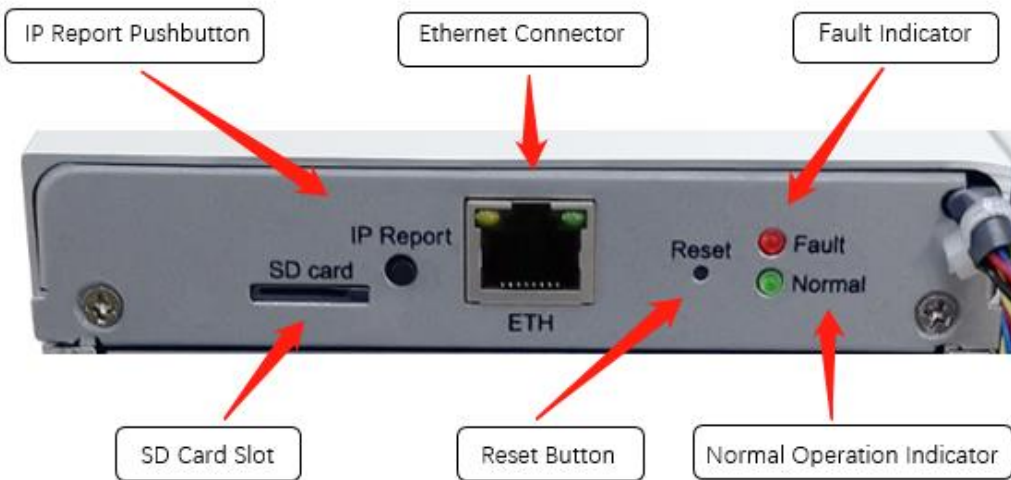 IP Report Pushbutton
Ethernet Connector
Fault Indicator
IP Report
SD card
ETH
Reset
Fault
Normal
SD Card Slot
Reset Button
Normal Operation Indicator